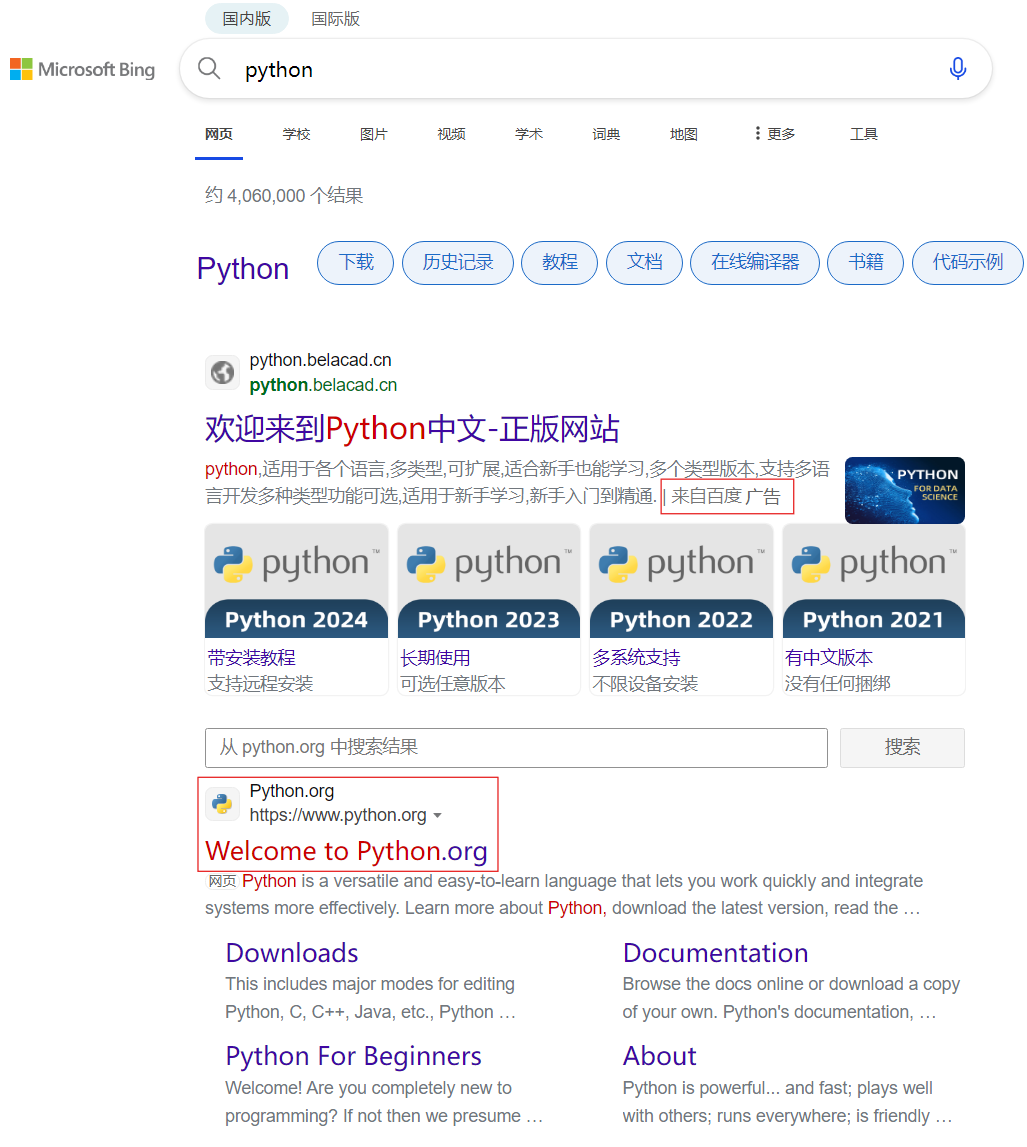 国内版 国际版
Microsoft Bing
python
网页 学校 图片 视频 学术 词典 地图 更多 工具
约 4,060,000 个结果
Python 下载 历史记录 教程 文档 在线编译器 书籍 代码示例
python.belacad.cn
python.belacad.cn
欢迎来到Python中文-正版网站
python,适用于各个语言,多类型,可扩展,适合新手也能学习,多个类型版本,支持多语
言开发多种类型功能可选,适用于新手学习,新手入门到精通. | 来自百度 广告
PYTHON
FOR DATA
SCIENCE
python™ python™ python™ python™
Python 2024 Python 2023 Python 2022 Python 2021
带安装教程 长期使用 多系统支持 有中文版本
支持远程安装 可选任意版本 不限设备安装 没有任何捆绑
从 python.org 中搜索结果 搜索
Python.org
https://www.python.org
Welcome to Python.org
网页 Python is a versatile and easy-to-learn language that lets you work quickly and integrate
systems more effectively. Learn more about Python, download the latest version, read the …
Downloads
This includes major modes for editing
Python, C, C++, Java, etc., Python …
Documentation
Browse the docs online or download a copy
of your own. Python's documentation, …
Python For Beginners
Welcome! Are you completely new to
programming? If not then we presume …
About
Python is powerful... and fast; plays well
with others; runs everywhere; is friendly …